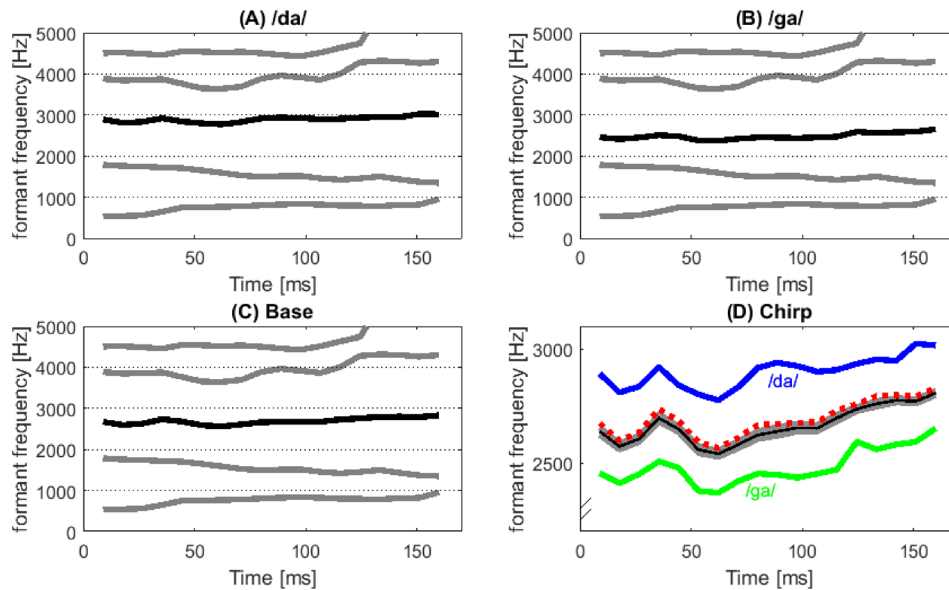 (A) /da/
formant frequency [Hz]
5000
4000
3000
2000
1000
0
0
50
100
150
Time [ms]
(B) /ga/
formant frequency [Hz]
5000
4000
3000
2000
1000
0
0
50
100
150
Time [ms]
(C) Base
formant frequency [Hz]
5000
4000
3000
2000
1000
0
0
50
100
150
Time [ms]
(D) Chirp
formant frequency [Hz]
3000
2500
/da/
/ga/
0
50
100
150
Time [ms]